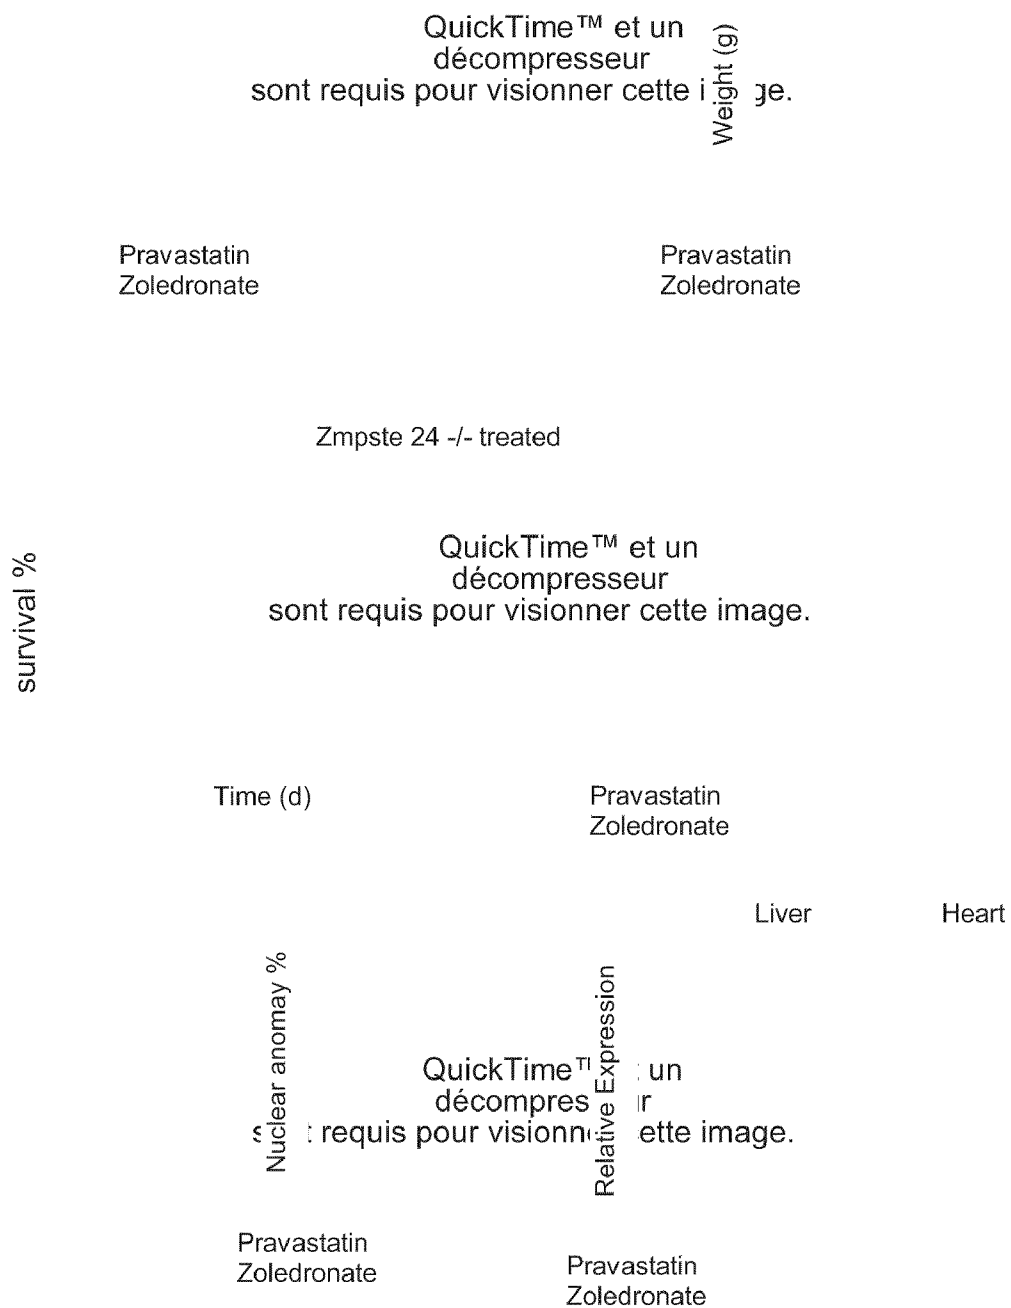 QuickTime™ et un
décompresseur
sont requis pour visionner cette i ge.
Weight (g)
Pravastatin
Zoledronate
Pravastatin
Zoledronate
Zmpste 24 -/- treated
survival %
QuickTime™ et un
décompresseur
sont requis pour visionner cette image.
Time (d)
Pravastatin
Zoledronate
Liver
Heart
Nuclear anomay %
Relative Expression
QuickTime un
décompres r
requis pour visionn ette image.
Pravastatin
Zoledronate
Pravastatin
Zoledronate